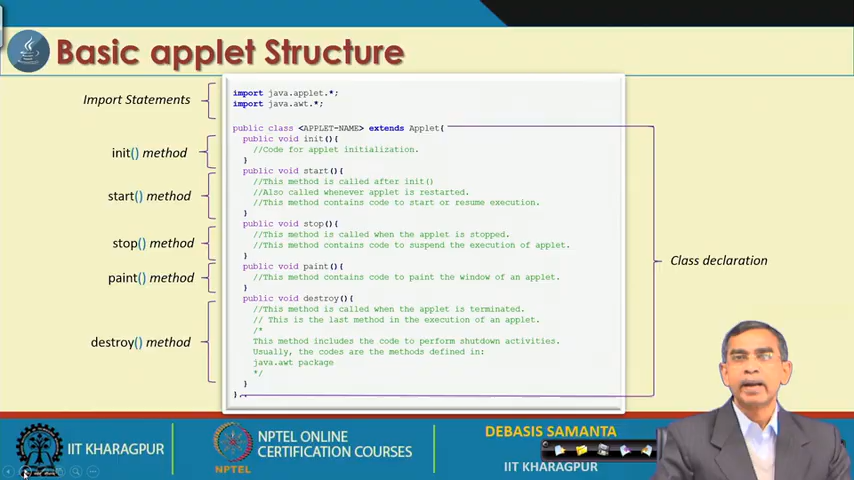 Basic applet Structure
Import Statements
init() method
start() method
stop() method
paint() method
destroy() method
import java.applet.*;
import java.awt.*;
public class <APPLET-NAME> extends Applet{
public void init(){
//Code for applet initialization.
}
public void start(){
//This method is called after init()
//Also called whenever applet is restarted.
//This method contains code to start or resume execution.
}
public void stop(){
//This method is called when the applet is stopped.
//This method contains code to suspend the execution of applet.
}
public void paint(){
//This method contains code to paint the window of an applet.
}
public void destroy(){
//This method is called when the applet is terminated.
// This is the last method in the execution of an applet.
/*
This method includes the code to perform shutdown activities.
Usually, the codes are the methods defined in:
java.awt package
*/
}
}
Class declaration
IIT KHARAGPUR
NPTEL
NPTEL ONLINE
CERTIFICATION COURSES
DEBASIS SAMANTA
IIT KHARAGPUR